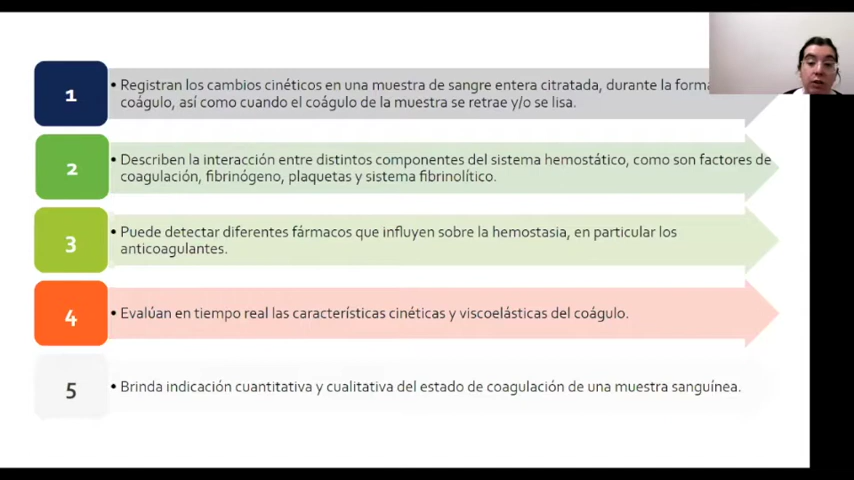 1
• Registran los cambios cinéticos en una muestra de sangre entera citratada, durante la
coágulo, así como cuando el coágulo de la muestra se retrae y/o se lisa.
2
• Describen la interacción entre distintos componentes del sistema hemostático, como son factores de
coagulación, fibrinógeno, plaquetas y sistema fibrinolítico.
3
• Puede detectar diferentes fármacos que influyen sobre la hemostasia, en particular los
anticoagulantes.
4
• Evalúan en tiempo real las características cinéticas y viscoelásticas del coágulo.
5
• Brinda indicación cuantitativa y cualitativa del estado de coagulación de una muestra sanguínea.